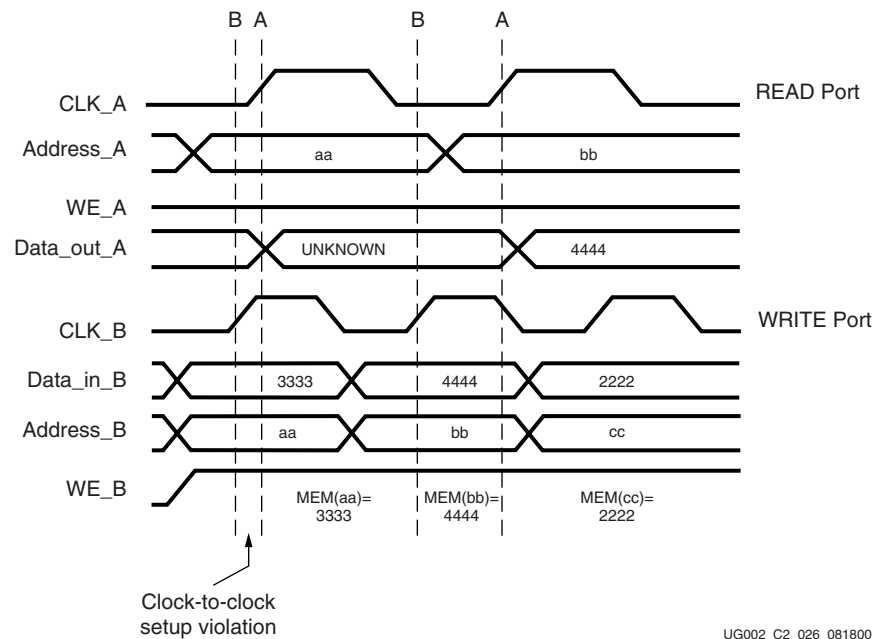 B A B A
CLK_A READ Port
Address_A aa bb
WE_A
Data_out_A UNKNOWN 4444
CLK_B WRITE Port
Data_in_B 3333 4444 2222
Address_B aa bb cc
WE_B
MEM(aa)= MEM(bb)= MEM(cc)=
3333 4444 2222
Clock-to-clock
setup violation
UG002_C2_026_081800